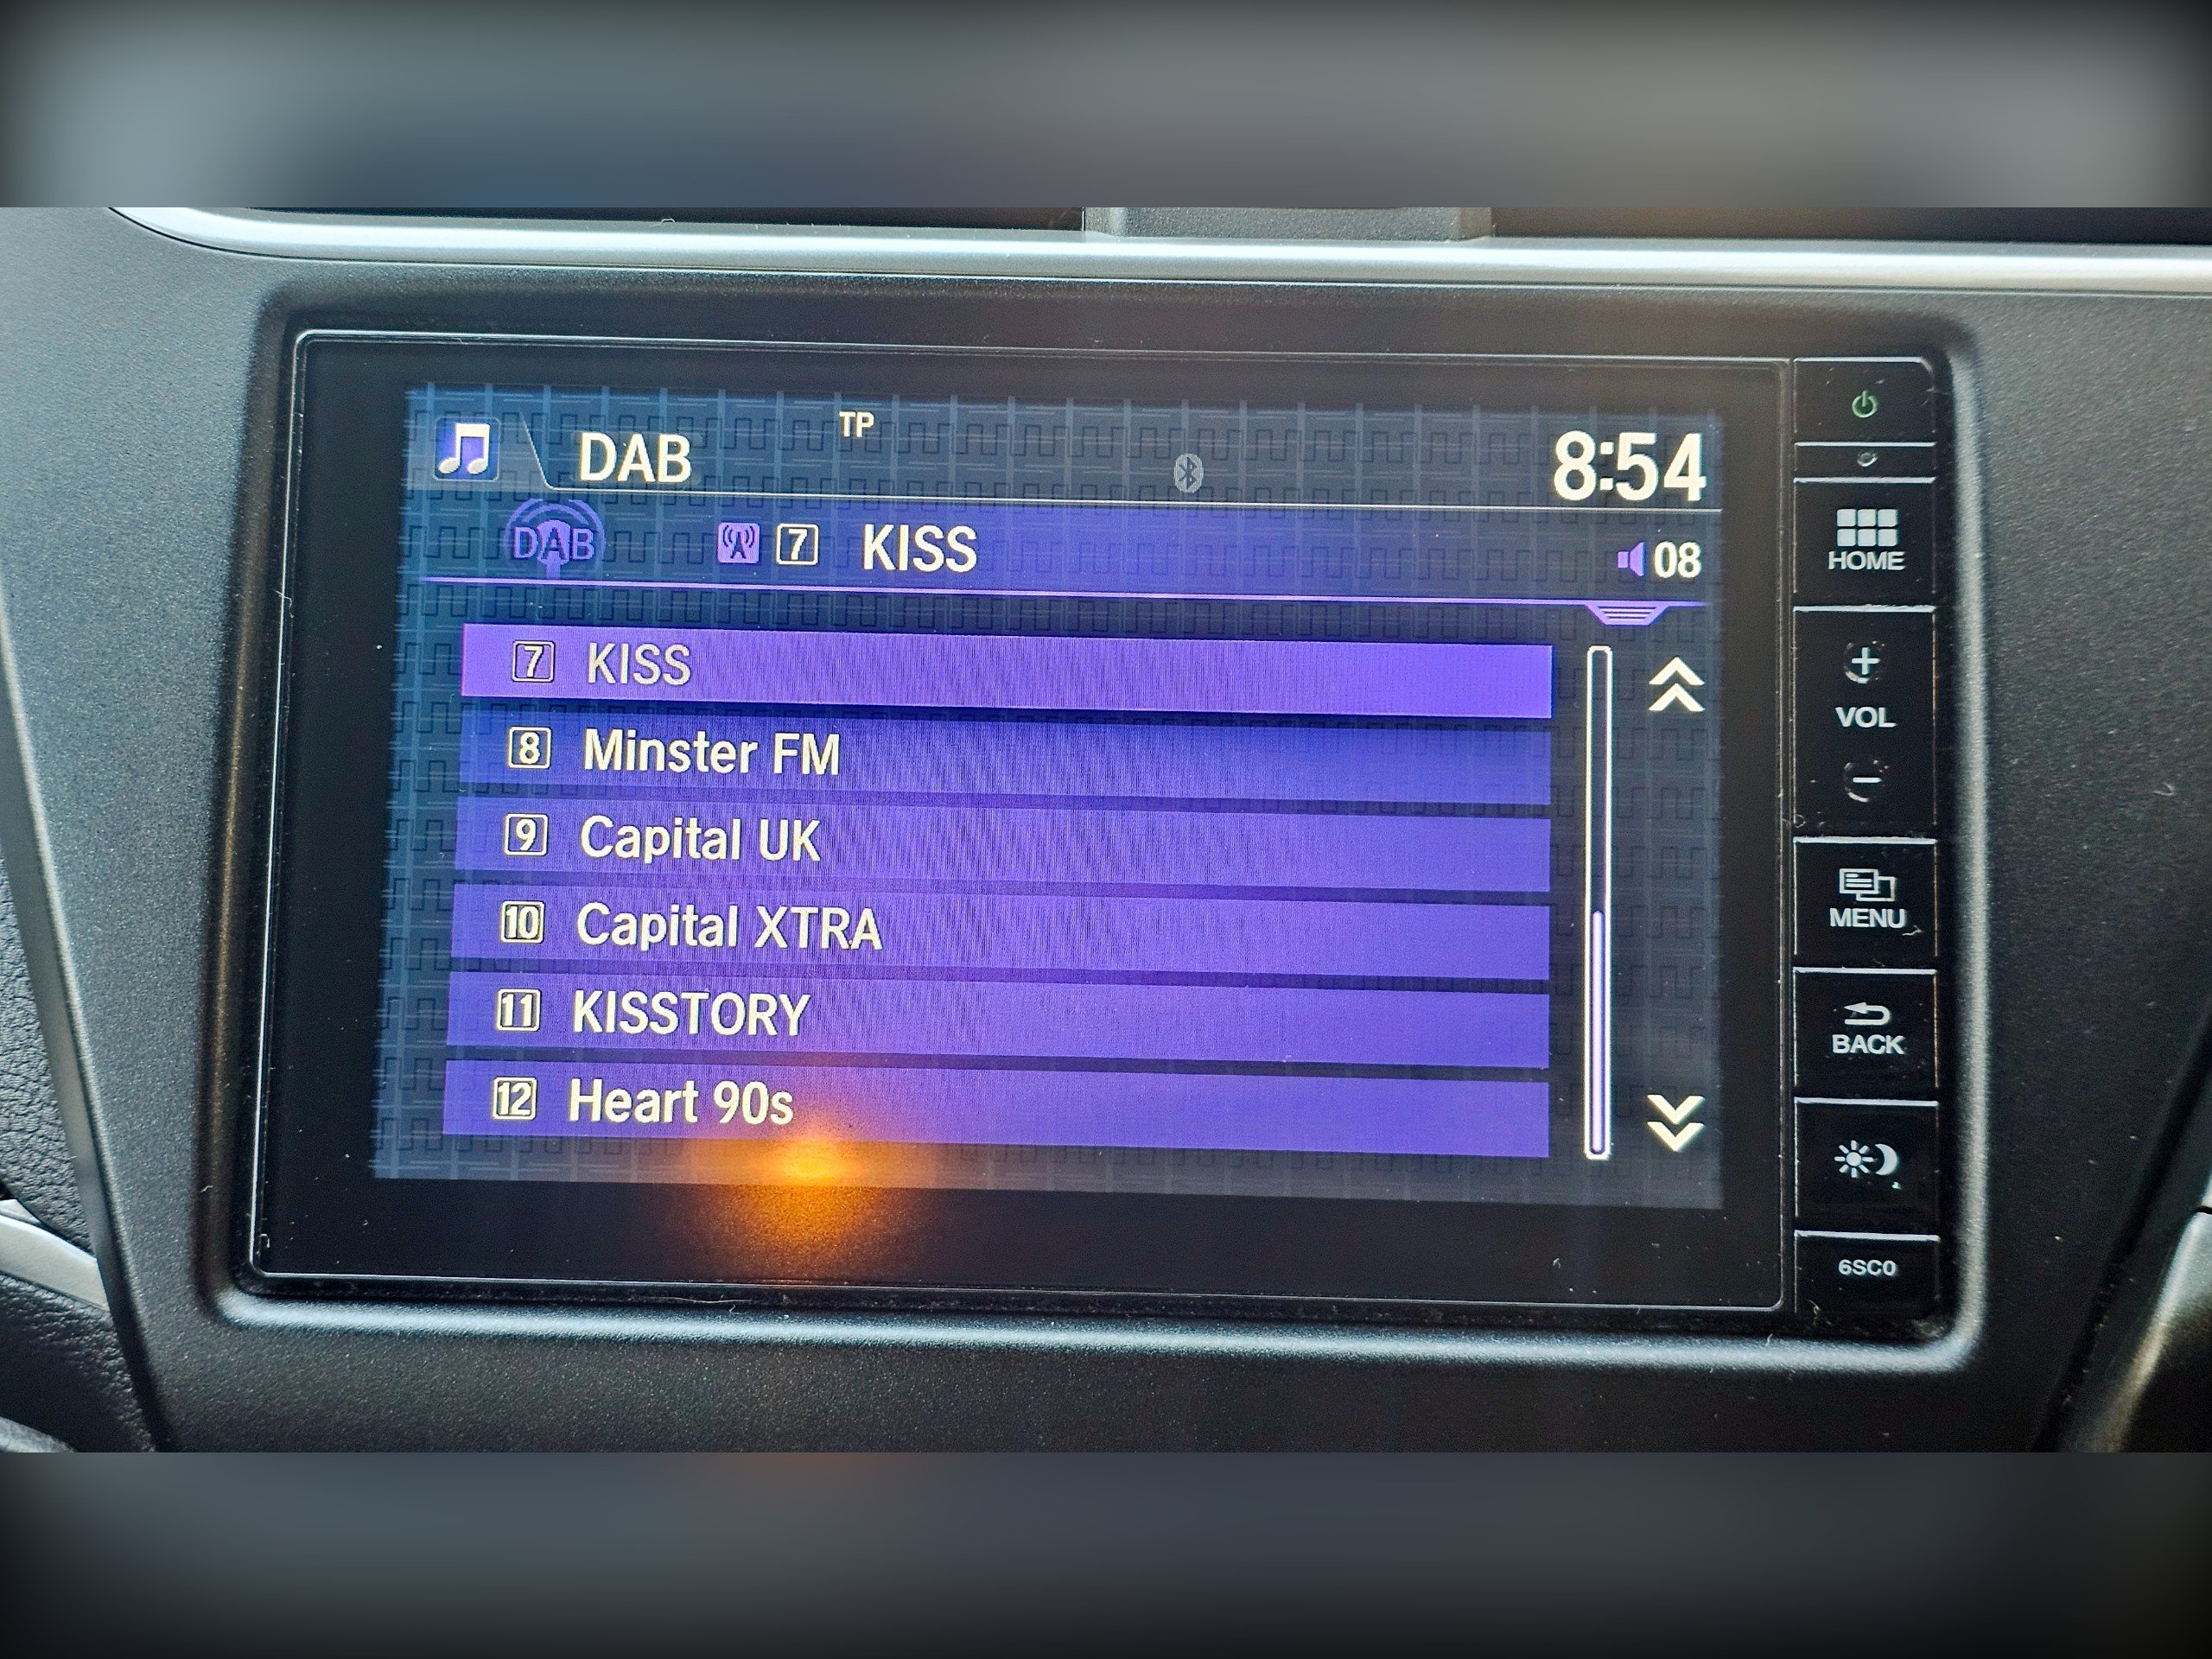 DAB
TP
8:54
DAB 7 KISS
08
7 KISS
8 Minster FM
9 Capital UK
10 Capital XTRA
11 KISSTORY
12 Heart 90s
HOME
VOL
MENU
BACK
6SC0